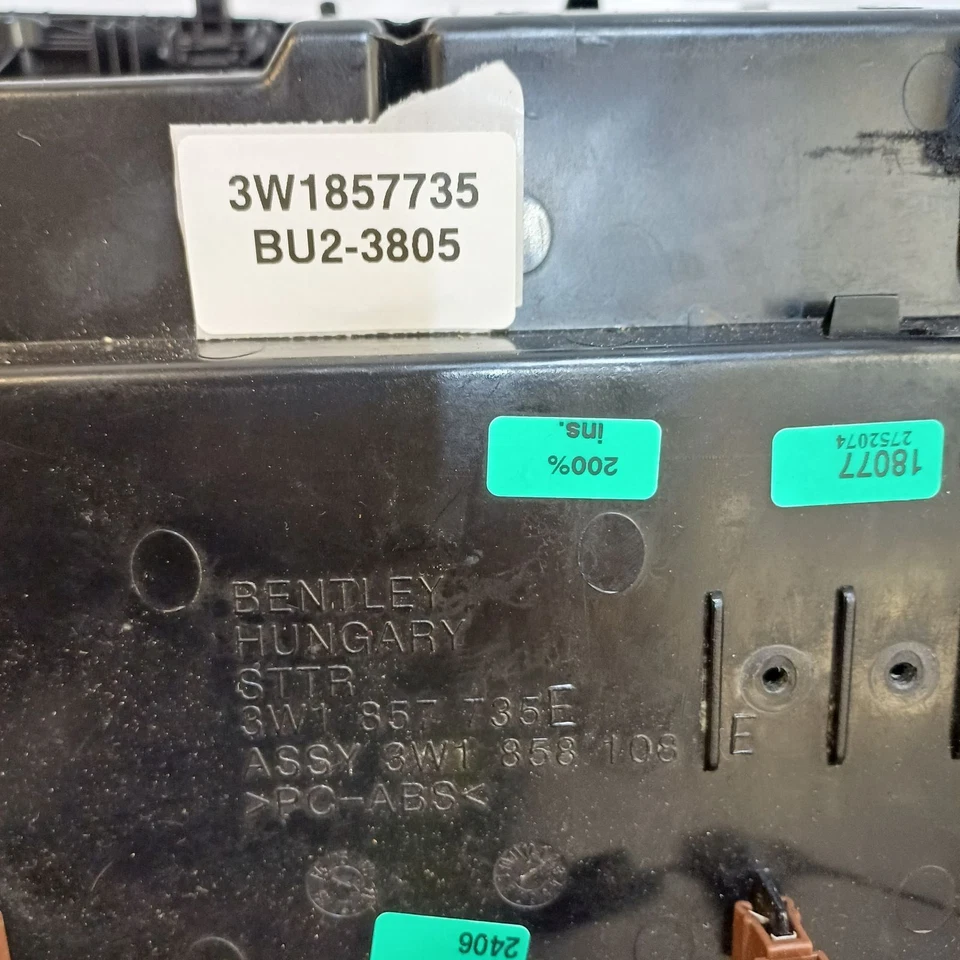 3W1857735
BU2-3805
200%
ins.
18077
2752074
BENTLEY
HUNGARY
STTR
3W1 857 735E
ASSY 3W1 858 108 E
>PC-ABS<
2406